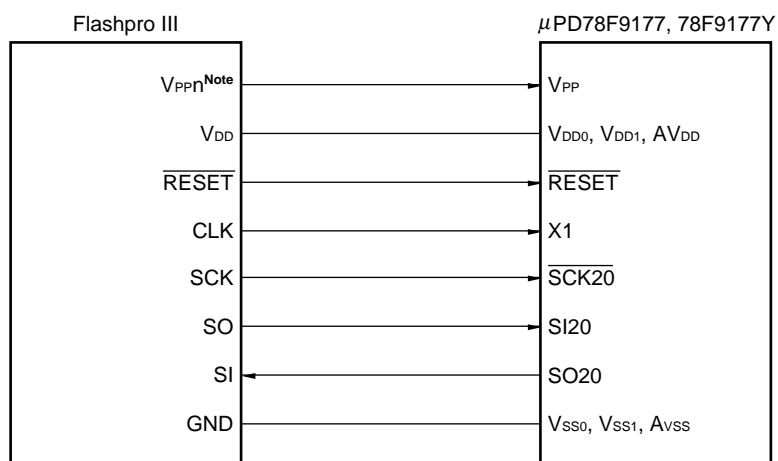 Flashpro III
μPD78F9177, 78F9177Y
VPPnNote
VPP
VDD
VDD0, VDD1, AVDD
RESET
RESET
CLK
X1
SCK
SCK20
SO
SI20
SI
SO20
GND
VSS0, VSS1, AVSS